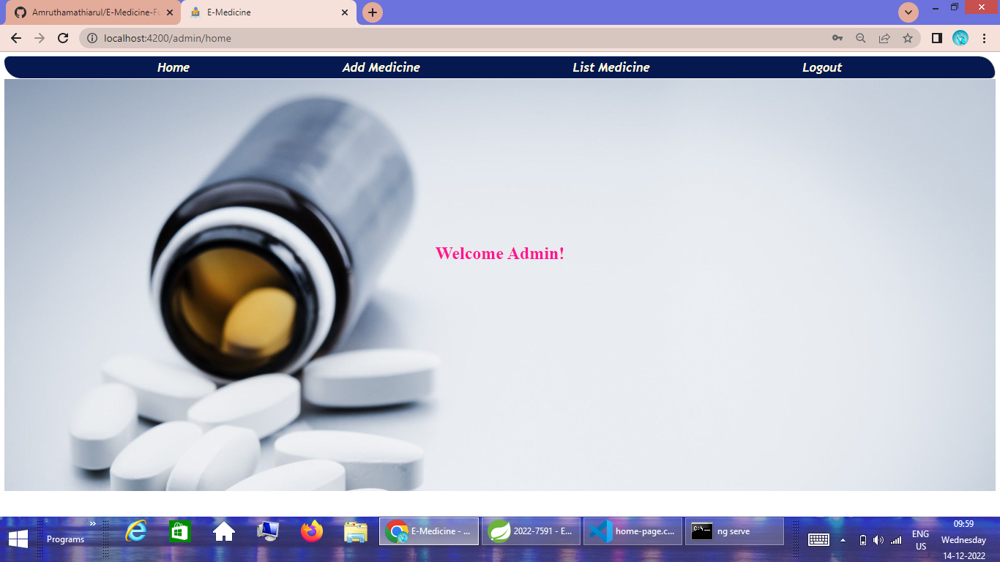 Amruthamathiarul/E-Medicine-Fu
E-Medicine
localhost:4200/admin/home
Home Add Medicine List Medicine Logout
Welcome Admin!
Programs
E-Medicine - ...
2022-7591 - E...
home-page.c...
C:\.
ng serve
ENG
US
09:59
Wednesday
14-12-2022